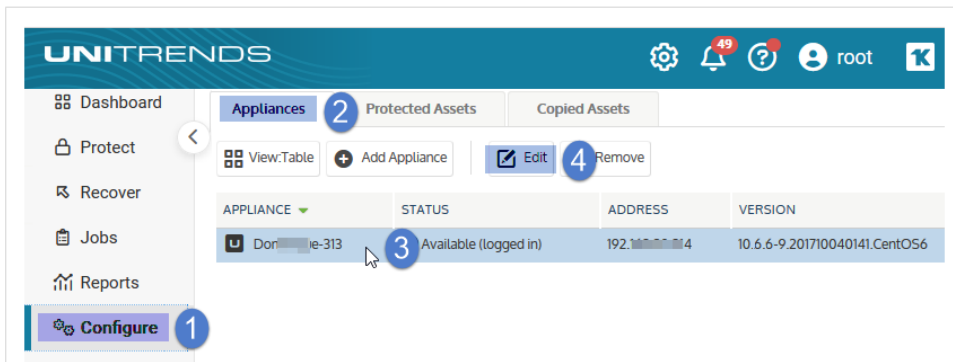 UNITRENDS
49
root
Dashboard
Protect
Recover
Jobs
Reports
Configure
1
Appliances
2
Protected Assets
Copied Assets
View:Table
Add Appliance
Edit
4
Remove
APPLIANCE STATUS ADDRESS VERSION
3 Available (logged in) 10.6.6-9.201710040141.CentOS6